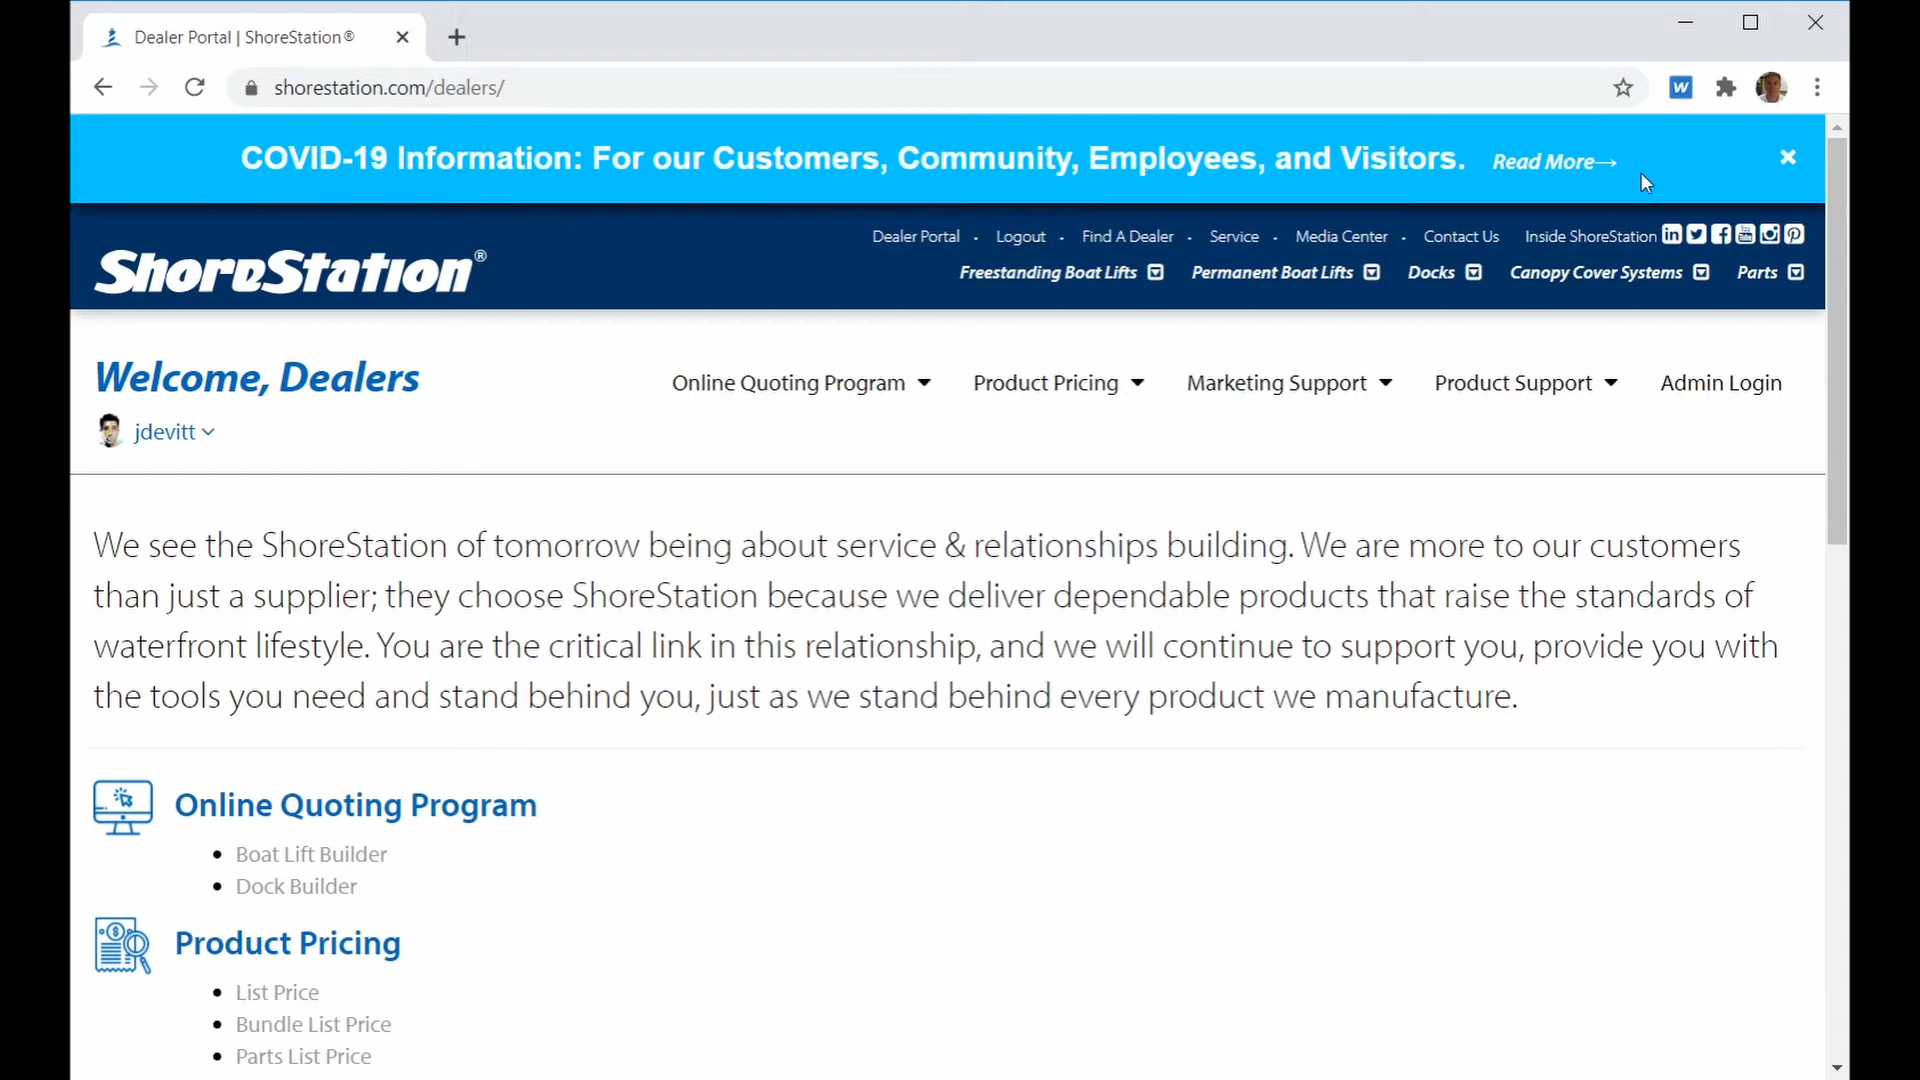 Dealer Portal | ShoreStation®
shorestation.com/dealers/
W
COVID-19 Information: For our Customers, Community, Employees, and Visitors. Read More→
Dealer Portal · Logout · Find A Dealer · Service · Media Center · Contact Us Inside ShoreStation
ShoreStation®
Freestanding Boat Lifts Permanent Boat Lifts Docks Canopy Cover Systems Parts
Welcome, Dealers
Online Quoting Program Product Pricing Marketing Support Product Support Admin Login
jdevitt
We see the ShoreStation of tomorrow being about service & relationships building. We are more to our customers
than just a supplier; they choose ShoreStation because we deliver dependable products that raise the standards of
waterfront lifestyle. You are the critical link in this relationship, and we will continue to support you, provide you with
the tools you need and stand behind you, just as we stand behind every product we manufacture.
Online Quoting Program
• Boat Lift Builder
• Dock Builder
Product Pricing
• List Price
• Bundle List Price
• Parts List Price